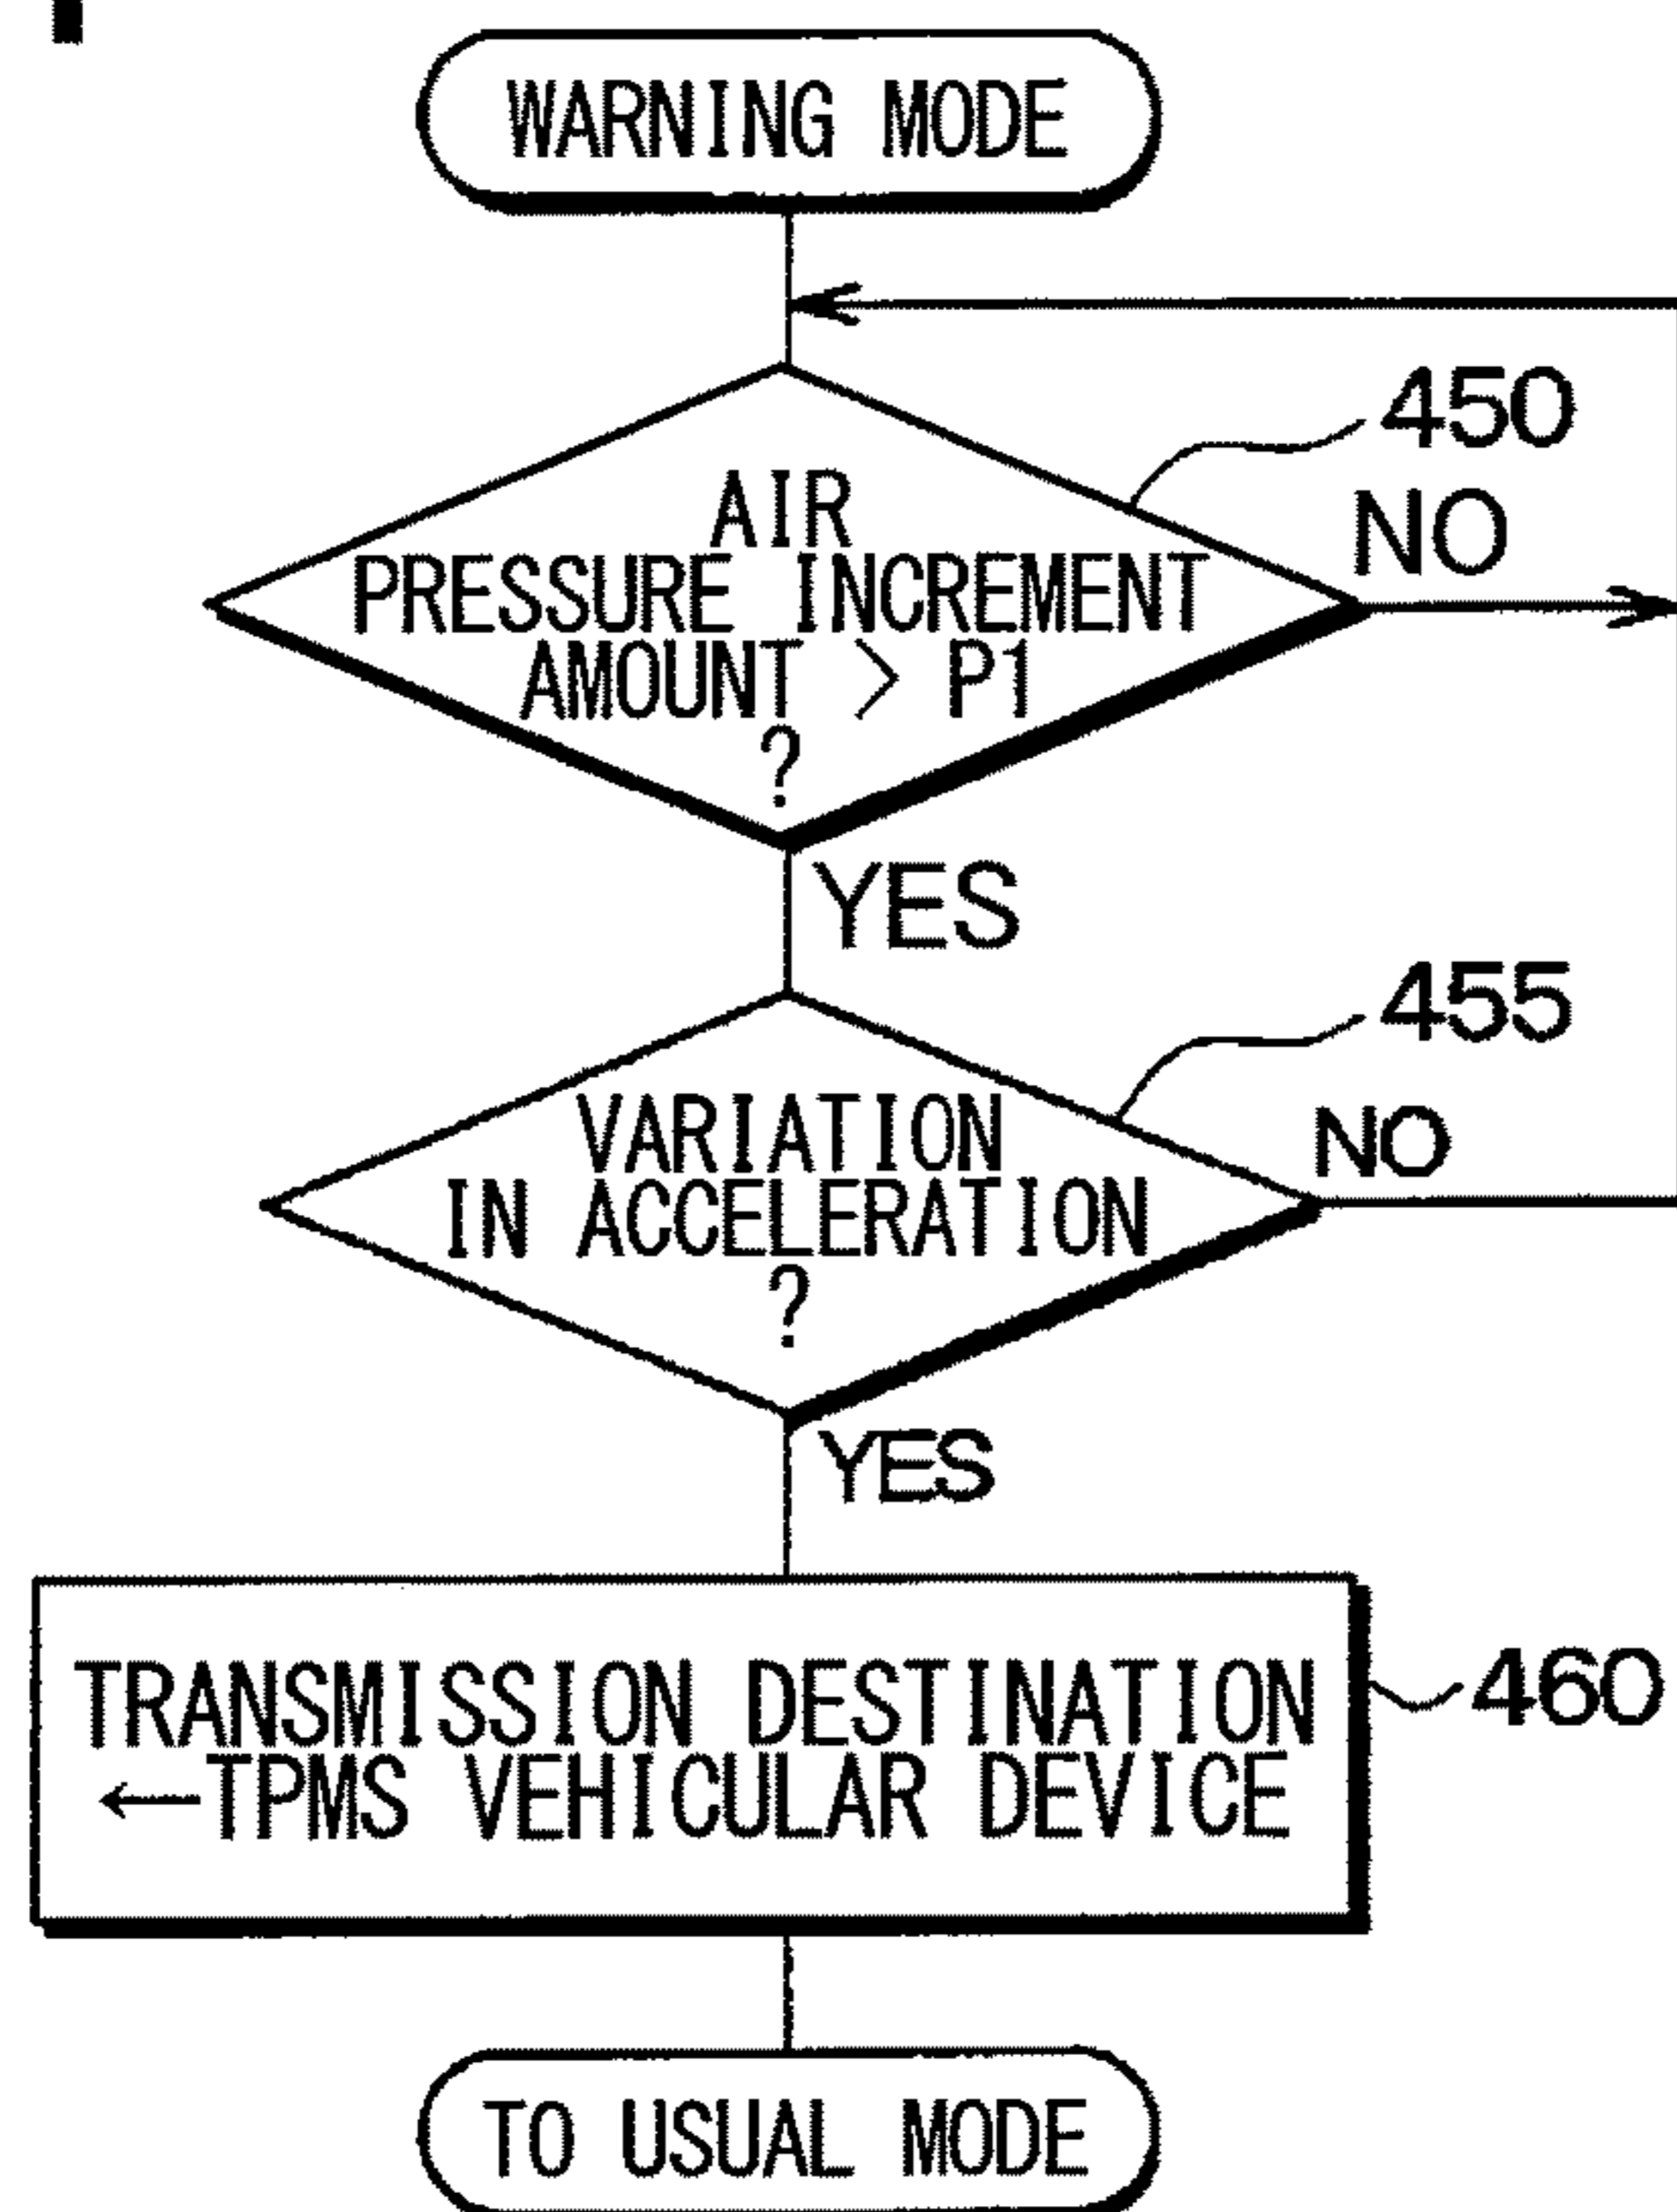 WARNING MODE
450
AIR
PRESSURE INCREMENT
AMOUNT > P1
?
NO
YES
455
VARIATION
IN ACCELERATION
?
NO
YES
TRANSMISSION DESTINATION
←TPMS VEHICULAR DEVICE
460
TO USUAL MODE